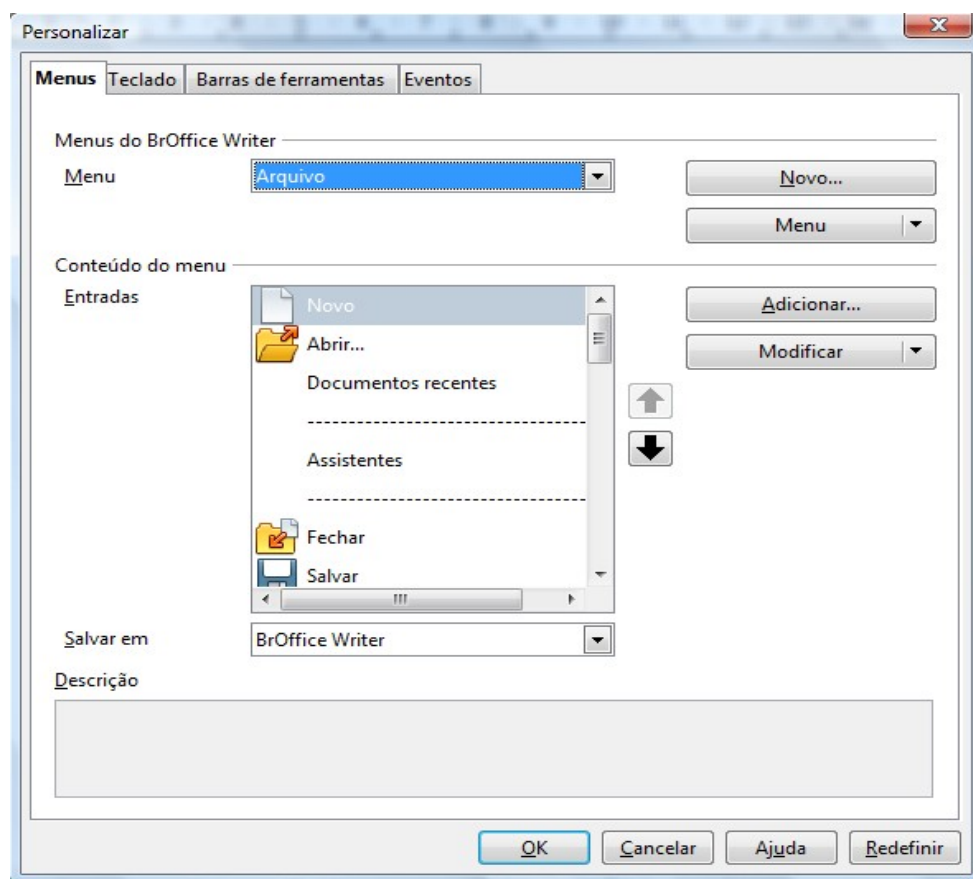 Personalizar
Menus Teclado Barras de ferramentas Eventos
Menus do BrOffice Writer
Menu Arquivo Novo...
Menu
Conteúdo do menu
Entradas Novo Adicionar...
Abrir... Modificar
Documentos recentes
Assistentes
Fechar
Salvar
Salvar em BrOffice Writer
Descrição
OK Cancelar Ajuda Redefinir